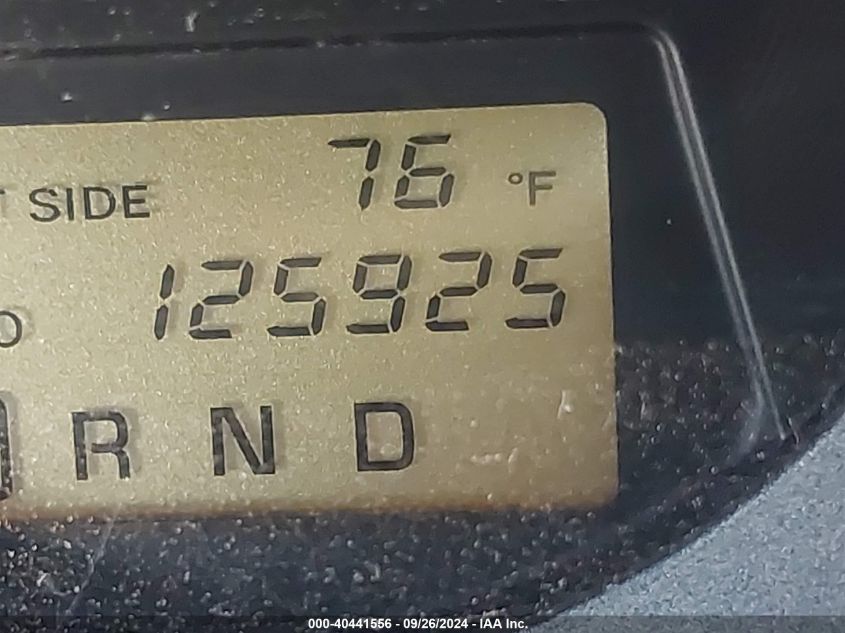 76
SIDE °F
125925
R N D
000-40441556 - 09/26/2024 - IAA Inc.